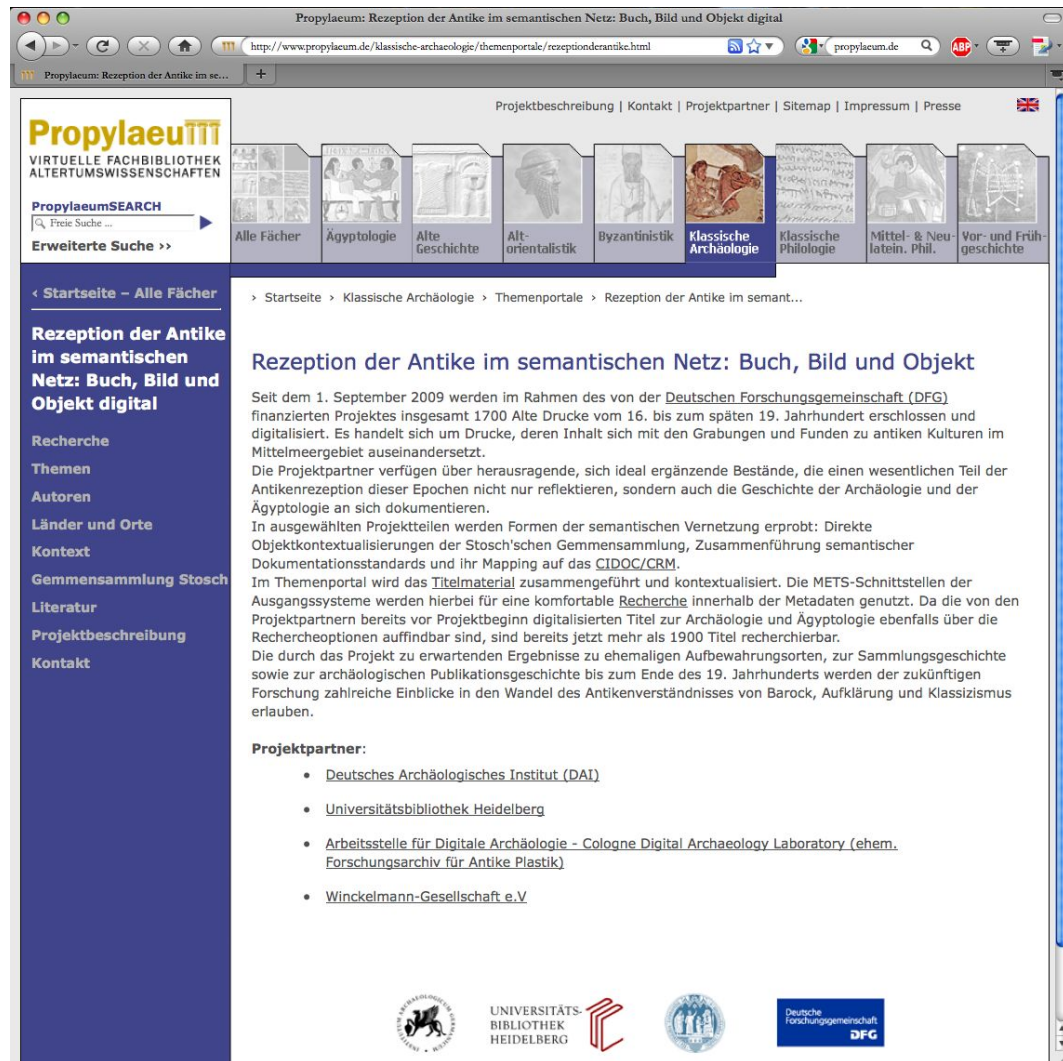 Propylaeum: Rezeption der Antike im semantischen Netz: Buch, Bild und Objekt digital
http://www.propylaeum.de/klassische-archaeologie/themenportale/rezeptionderantike.html
propylaeum.de
ABP
Propylaeum: Rezeption der Antike im se...
Projektbeschreibung | Kontakt | Projektpartner | Sitemap | Impressum | Presse
Propylaeum
VIRTUELLE FACHBIBLIOTHEK
ALTERTUMSWISSENSCHAFTEN
PropylaeumSEARCH
Freie Suche ...
Erweiterte Suche ››
Alle Fächer
Ägyptologie
Alte
Geschichte
Alt-
orientalistik
Byzantinistik
Klassische
Archäologie
Klassische
Philologie
Mittel- & Neu-
latein. Phil.
Vor- und Früh-
geschichte
‹ Startseite – Alle Fächer
Rezeption der Antike
im semantischen
Netz: Buch, Bild und
Objekt digital
Recherche
Themen
Autoren
Länder und Orte
Kontext
Gemmensammlung Stosch
Literatur
Projektbeschreibung
Kontakt
› Startseite › Klassische Archäologie › Themenportale › Rezeption der Antike im semant...
Rezeption der Antike im semantischen Netz: Buch, Bild und Objekt
Seit dem 1. September 2009 werden im Rahmen des von der Deutschen Forschungsgemeinschaft (DFG)
finanzierten Projektes insgesamt 1700 Alte Drucke vom 16. bis zum späten 19. Jahrhundert erschlossen und
digitalisiert. Es handelt sich um Drucke, deren Inhalt sich mit den Grabungen und Funden zu antiken Kulturen im
Mittelmeergebiet auseinandersetzt.
Die Projektpartner verfügen über herausragende, sich ideal ergänzende Bestände, die einen wesentlichen Teil der
Antikenrezeption dieser Epochen nicht nur reflektieren, sondern auch die Geschichte der Archäologie und der
Ägyptologie an sich dokumentieren.
In ausgewählten Projektteilen werden Formen der semantischen Vernetzung erprobt: Direkte
Objektkontextualisierungen der Stosch'schen Gemmensammlung, Zusammenführung semantischer
Dokumentationsstandards und ihr Mapping auf das CIDOC/CRM.
Im Themenportal wird das Titelmaterial zusammengeführt und kontextualisiert. Die METS-Schnittstellen der
Ausgangssysteme werden hierbei für eine komfortable Recherche innerhalb der Metadaten genutzt. Da die von den
Projektpartnern bereits vor Projektbeginn digitalisierten Titel zur Archäologie und Ägyptologie ebenfalls über die
Rechercheoptionen auffindbar sind, sind bereits jetzt mehr als 1900 Titel recherchierbar.
Die durch das Projekt zu erwartenden Ergebnisse zu ehemaligen Aufbewahrungsorten, zur Sammlungsgeschichte
sowie zur archäologischen Publikationsgeschichte bis zum Ende des 19. Jahrhunderts werden der zukünftigen
Forschung zahlreiche Einblicke in den Wandel des Antikenverständnisses von Barock, Aufklärung und Klassizismus
erlauben.
Projektpartner:
• Deutsches Archäologisches Institut (DAI)
• Universitätsbibliothek Heidelberg
• Arbeitsstelle für Digitale Archäologie - Cologne Digital Archaeology Laboratory (ehem.
Forschungsarchiv für Antike Plastik)
• Winckelmann-Gesellschaft e.V
UNIVERSITÄTS-
BIBLIOTHEK
HEIDELBERG
Deutsche
Forschungsgemeinschaft
DFG